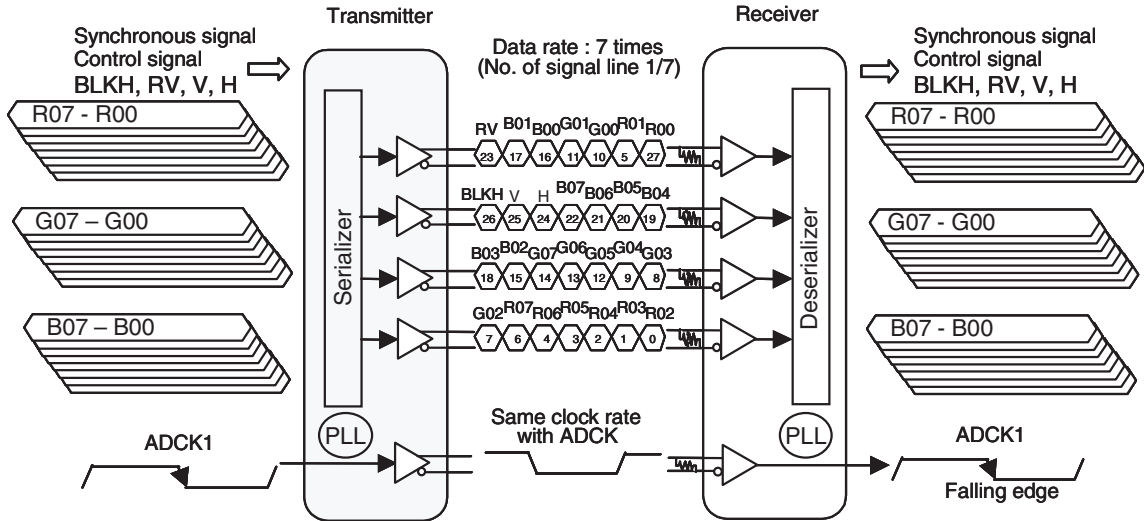 Transmitter
Receiver
Synchronous signal
Control signal
BLKH, RV, V, H
Data rate : 7 times
(No. of signal line 1/7)
Synchronous signal
Control signal
BLKH, RV, V, H
R07 - R00
G07 – G00
B07 – B00
Serializer
RV B01 B00 G01 G00 R01 R00
23 17 16 11 10 5 27
BLKH V H B07 B06 B05 B04
26 25 24 22 21 20 19
B03 B02 G07 G06 G05 G04 G03
18 15 14 13 12 9 8
G02 R07 R06 R05 R04 R03 R02
7 6 4 3 2 1 0
Deserializer
R07 - R00
G07 - G00
B07 - B00
ADCK1
PLL
Same clock rate
with ADCK
PLL
ADCK1
Falling edge